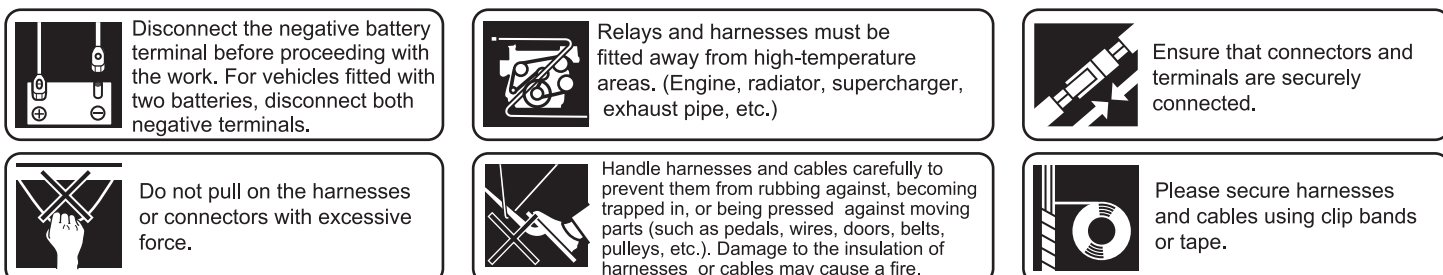 Disconnect the negative battery
terminal before proceeding with
the work. For vehicles fitted with
two batteries, disconnect both
negative terminals.
Relays and harnesses must be
fitted away from high-temperature
areas. (Engine, radiator, supercharger,
exhaust pipe, etc.)
Ensure that connectors and
terminals are securely
connected.
Do not pull on the harnesses
or connectors with excessive
force.
Handle harnesses and cables carefully to
prevent them from rubbing against, becoming
trapped in, or being pressed against moving
parts (such as pedals, wires, doors, belts,
pulleys, etc.). Damage to the insulation of
harnesses or cables may cause a fire.
Please secure harnesses
and cables using clip bands
or tape.